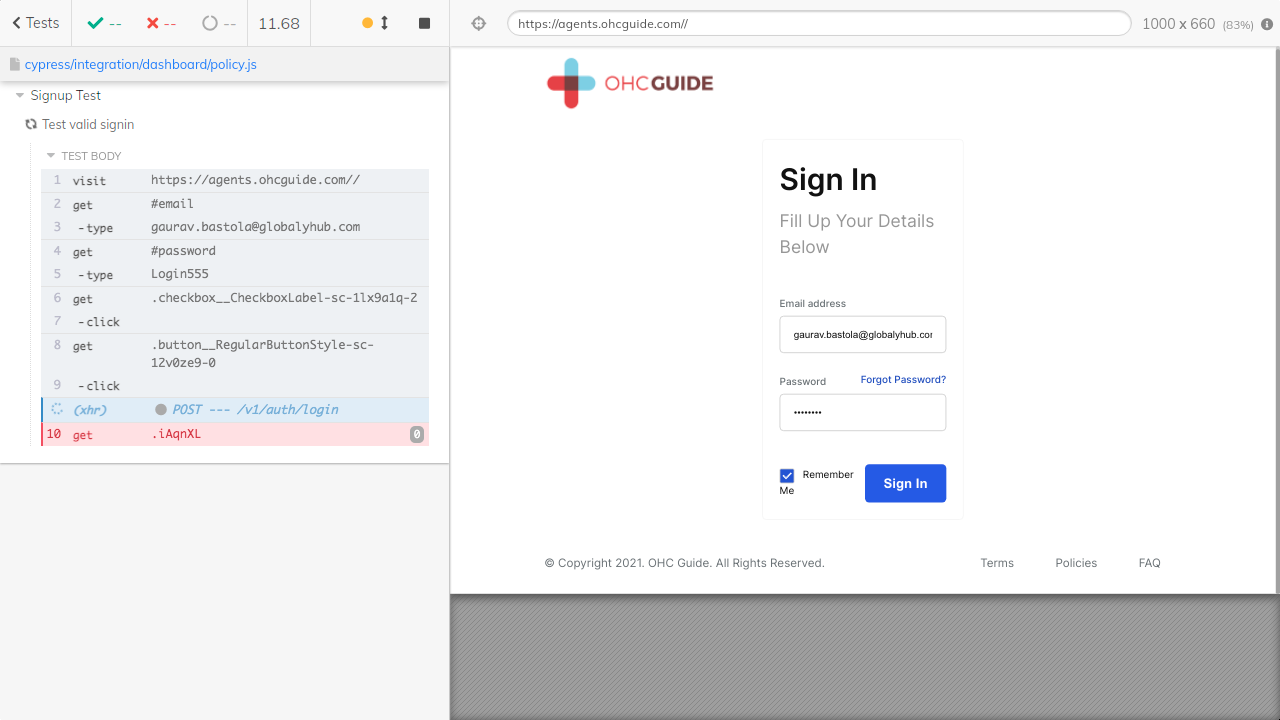 Tests
--
--
--
11.68
https://agents.ohcguide.com//
1000 x 660 (83%)
cypress/integration/dashboard/policy.js
Signup Test
Test valid signin
TEST BODY
1 visit https://agents.ohcguide.com//
2 get #email
3 -type gaurav.bastola@globalyhub.com
4 get #password
5 -type Login555
6 get .checkbox__CheckboxLabel-sc-1lx9a1q-2
7 -click
8 get .button__RegularButtonStyle-sc-
12v0ze9-0
9 -click
(xhr) POST --- /v1/auth/login
10 get .iAqnXL 0
OHCGUIDE
Sign In
Fill Up Your Details
Below
Email address
gaurav.bastola@globalyhub.com
Password Forgot Password?
••••••••
Remember
Me
Sign In
© Copyright 2021. OHC Guide. All Rights Reserved.
Terms Policies FAQ